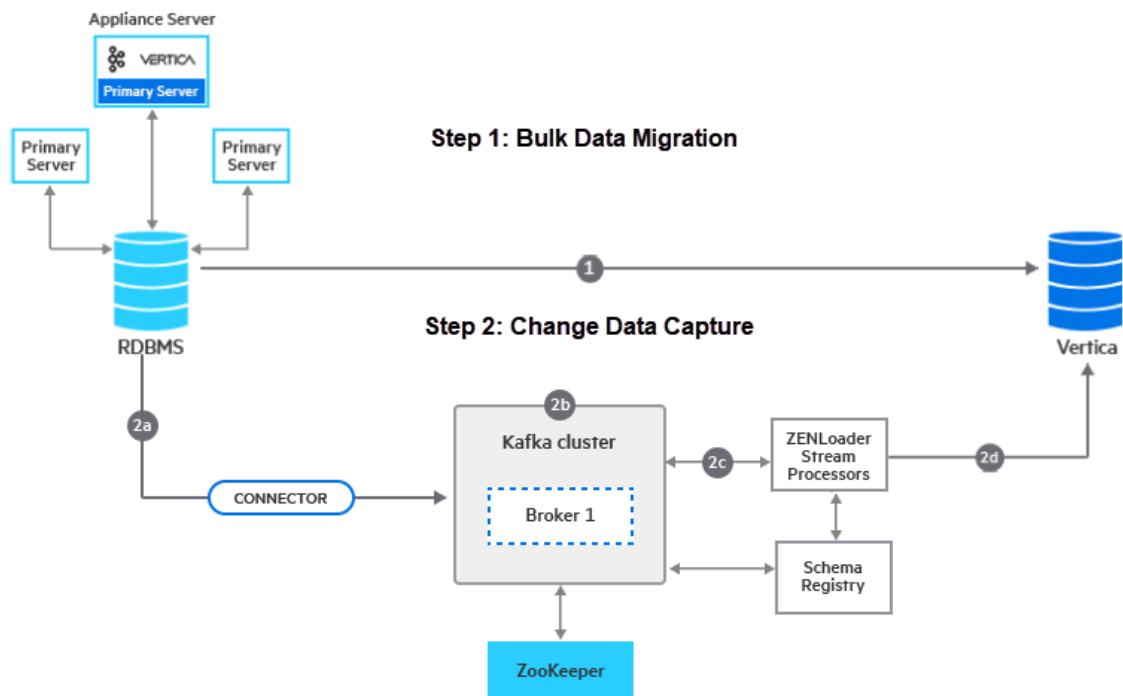 Appliance Server
VERTICA
Primary Server
Primary
Server
Primary
Server
Step 1: Bulk Data Migration
1
Step 2: Change Data Capture
RDBMS
Vertica
2a
2b
Kafka cluster
2c
ZENLoader
Stream
Processors
2d
CONNECTOR
Broker 1
Schema
Registry
ZooKeeper